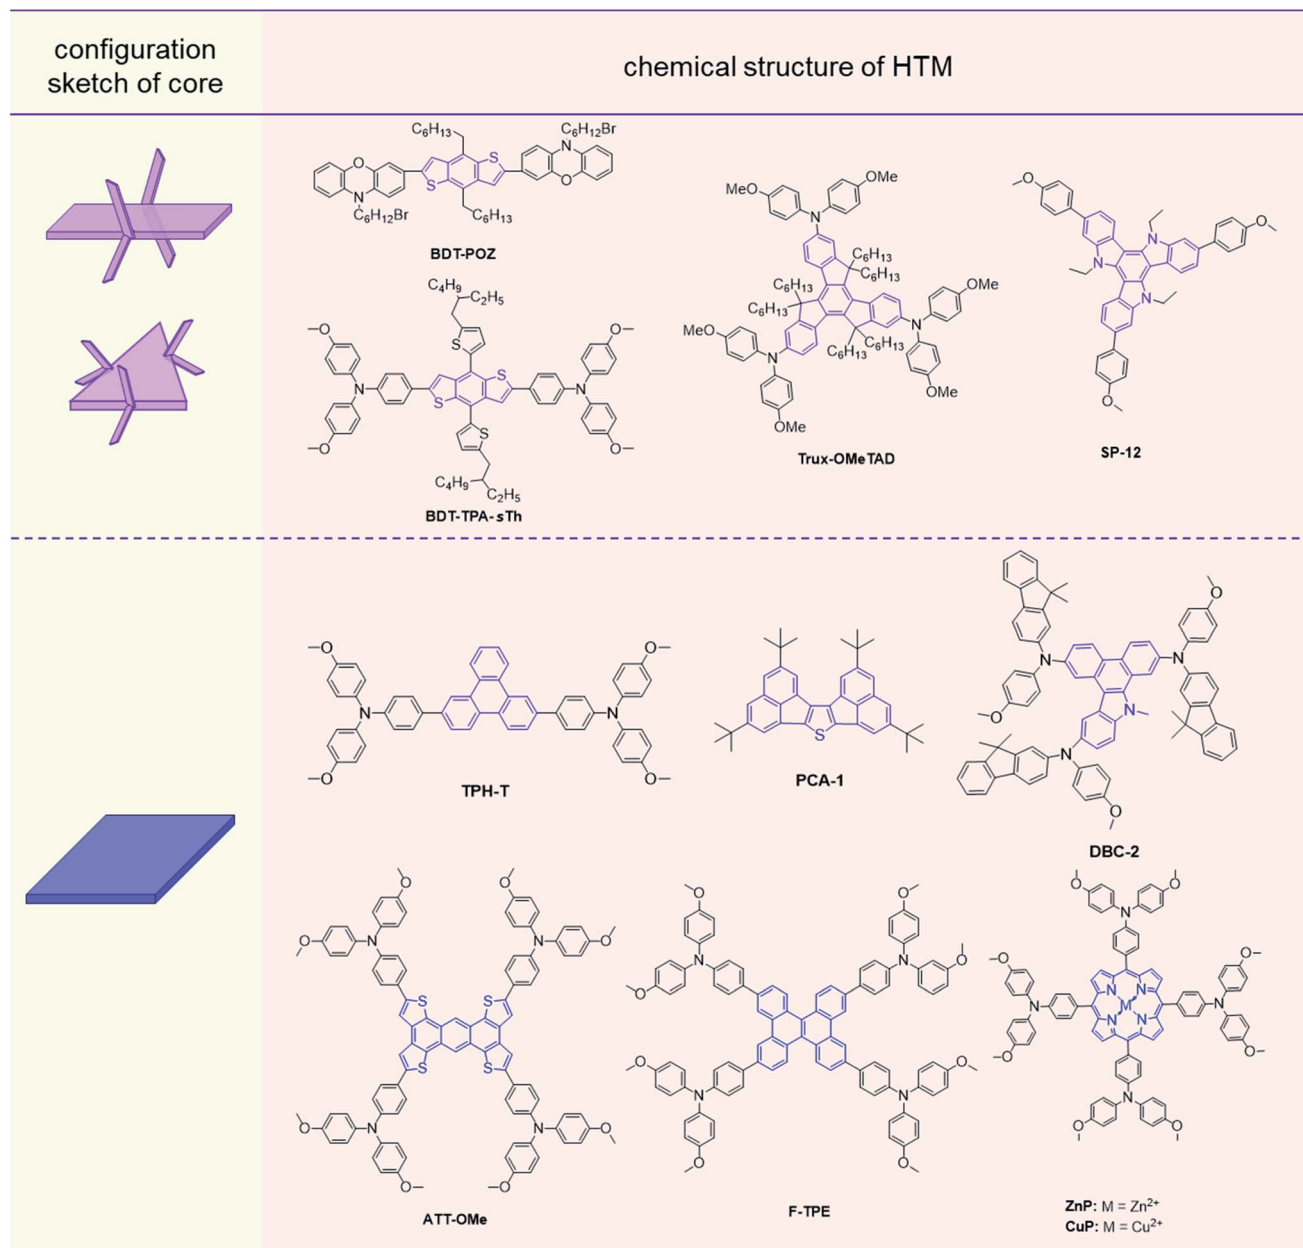 configuration
sketch of core
chemical structure of HTM
C₆H₁₃
C₆H₁₂Br
S
N
O
O
S
N
C₆H₁₂Br
C₆H₁₃
BDT-POZ
C₄H₉
C₂H₅
S
O
O
S
N
N
S
O
O
S
C₄H₉
C₂H₅
BDT-TPA-sTh
MeO
OMe
N
C₆H₁₃
C₆H₁₃
C₆H₁₃
C₆H₁₃
OMe
MeO
N
N
C₆H₁₃
C₆H₁₃
OMe
OMe
Trux-OMeTAD
O
N
O
N
N
O
SP-12
O
O
N
N
O
O
TPH-T
S
PCA-1
O
N
N
O
N
N
O
DBC-2
O
O
N
N
O
O
S
S
S
S
O
N
N
O
O
O
ATT-OMe
O
O
N
N
O
O
O
O
N
N
O
O
F-TPE
O
O
N
O
O
N
N
N
M
N
N
N
O
O
N
O
O
ZnP: M = Zn²⁺
CuP: M = Cu²⁺